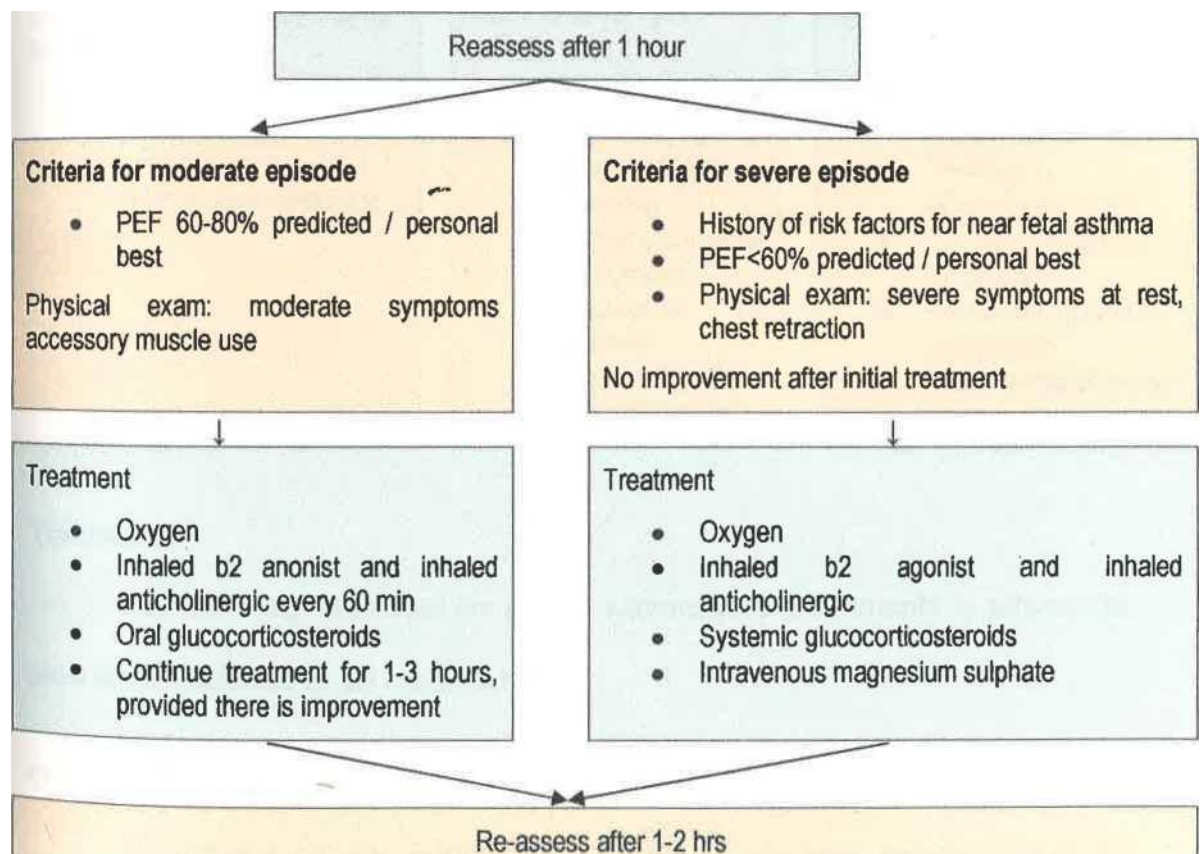 Reassess after 1 hour
Criteria for moderate episode
• PEF 60-80% predicted / personal
best
Physical exam: moderate symptoms
accessory muscle use
Criteria for severe episode
• History of risk factors for near fetal asthma
• PEF<60% predicted / personal best
• Physical exam: severe symptoms at rest,
chest retraction
No improvement after initial treatment
Treatment
• Oxygen
• Inhaled b2 anonist and inhaled
anticholinergic every 60 min
• Oral glucocorticosteroids
• Continue treatment for 1-3 hours,
provided there is improvement
Treatment
• Oxygen
• Inhaled b2 agonist and inhaled
anticholinergic
• Systemic glucocorticosteroids
• Intravenous magnesium sulphate
Re-assess after 1-2 hrs